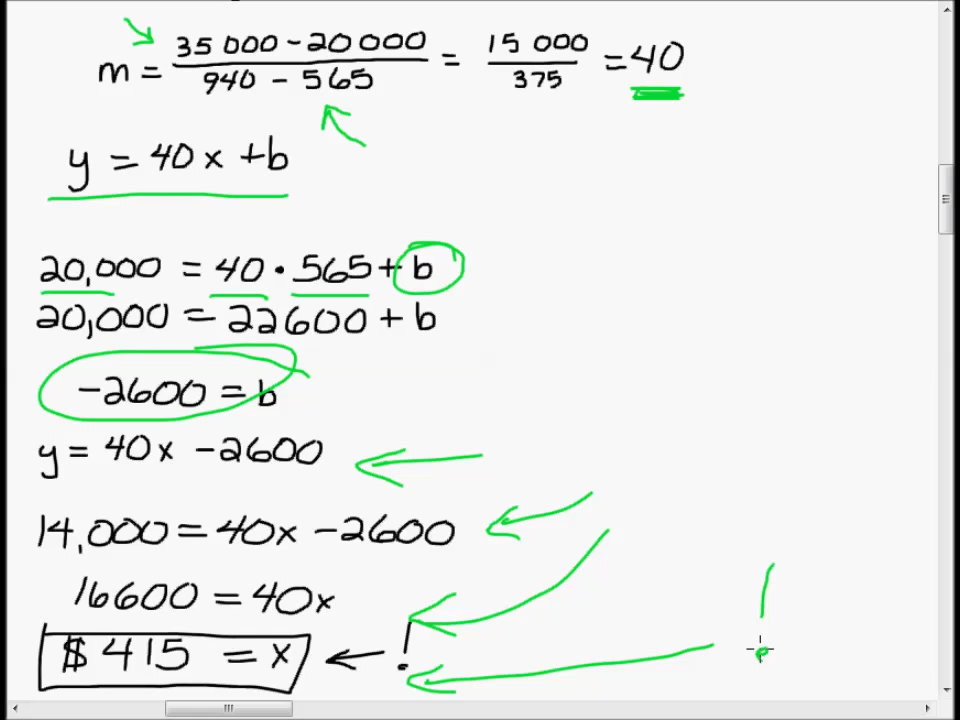 m = 35 000 - 20 000 / 940 - 565 = 15 000 / 375 = 40
y = 40x + b
20,000 = 40 · 565 + b
20,000 = 22600 + b
-2600 = b
y = 40x - 2600
14,000 = 40x - 2600
16600 = 40x
$415 = x ← !